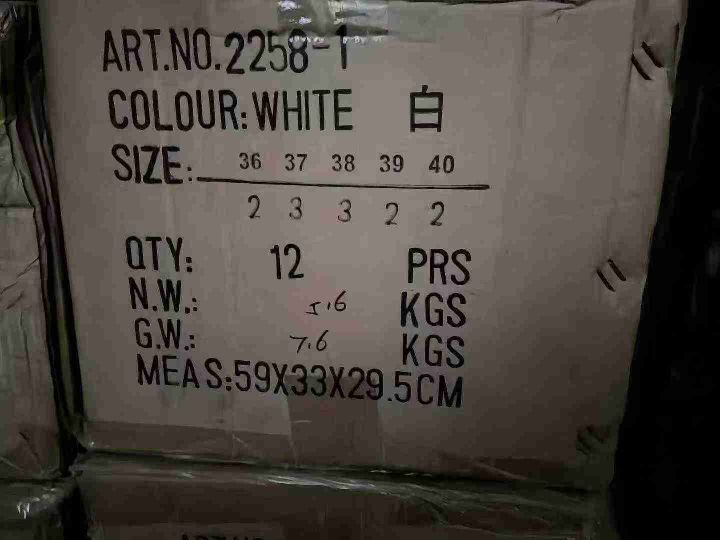 ART.NO.2258-1
COLOUR:WHITE 白
SIZE: 36 37 38 39 40
2 3 3 2 2
QTY: 12 PRS
N.W.: 5.6 KGS
G.W.: 7.6 KGS
MEAS:59X33X29.5CM